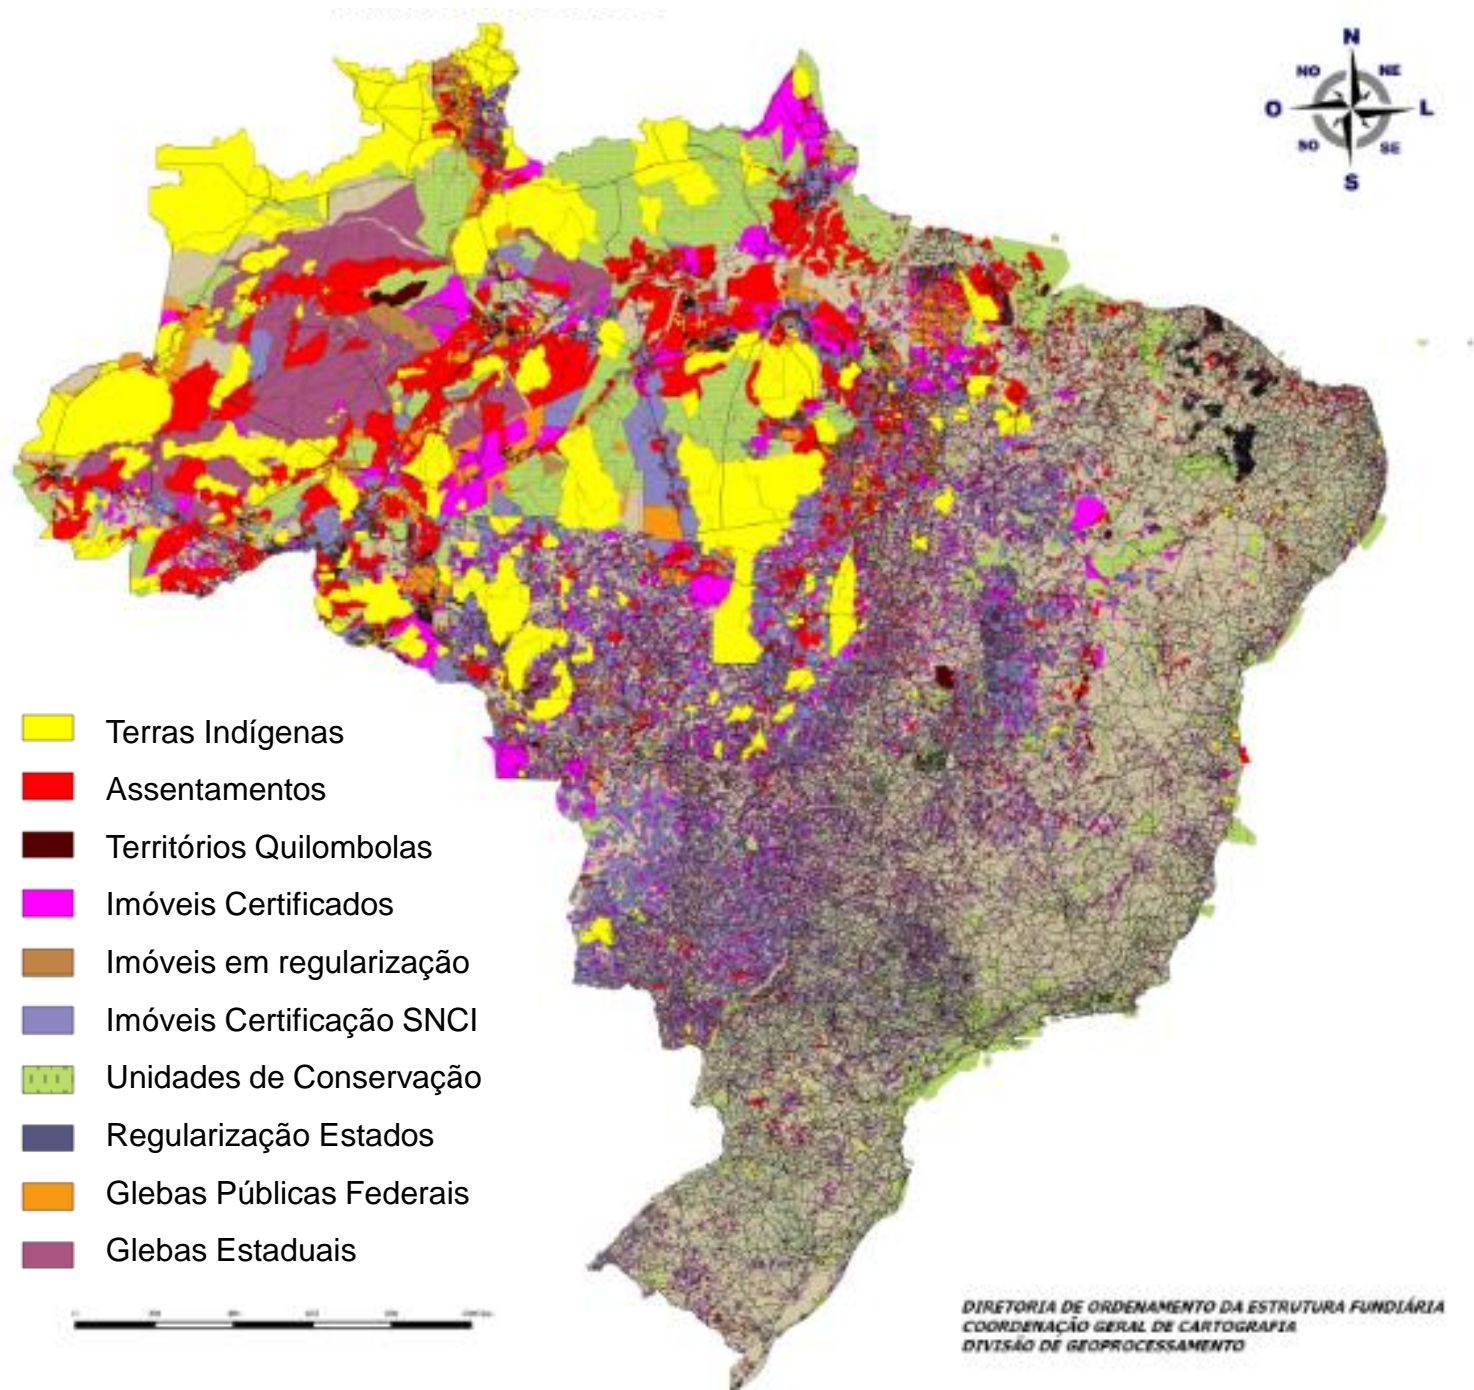 N
NO
NE
O
L
SO
SE
S
Terras Indígenas
Assentamentos
Territórios Quilombolas
Imóveis Certificados
Imóveis em regularização
Imóveis Certificação SNCI
Unidades de Conservação
Regularização Estados
Glebas Públicas Federais
Glebas Estaduais
DIRETORIA DE ORDENAMENTO DA ESTRUTURA FUNDIÁRIA
COORDENAÇÃO GERAL DE CARTOGRAFIA
DIVISÃO DE GEOPROCESSAMENTO